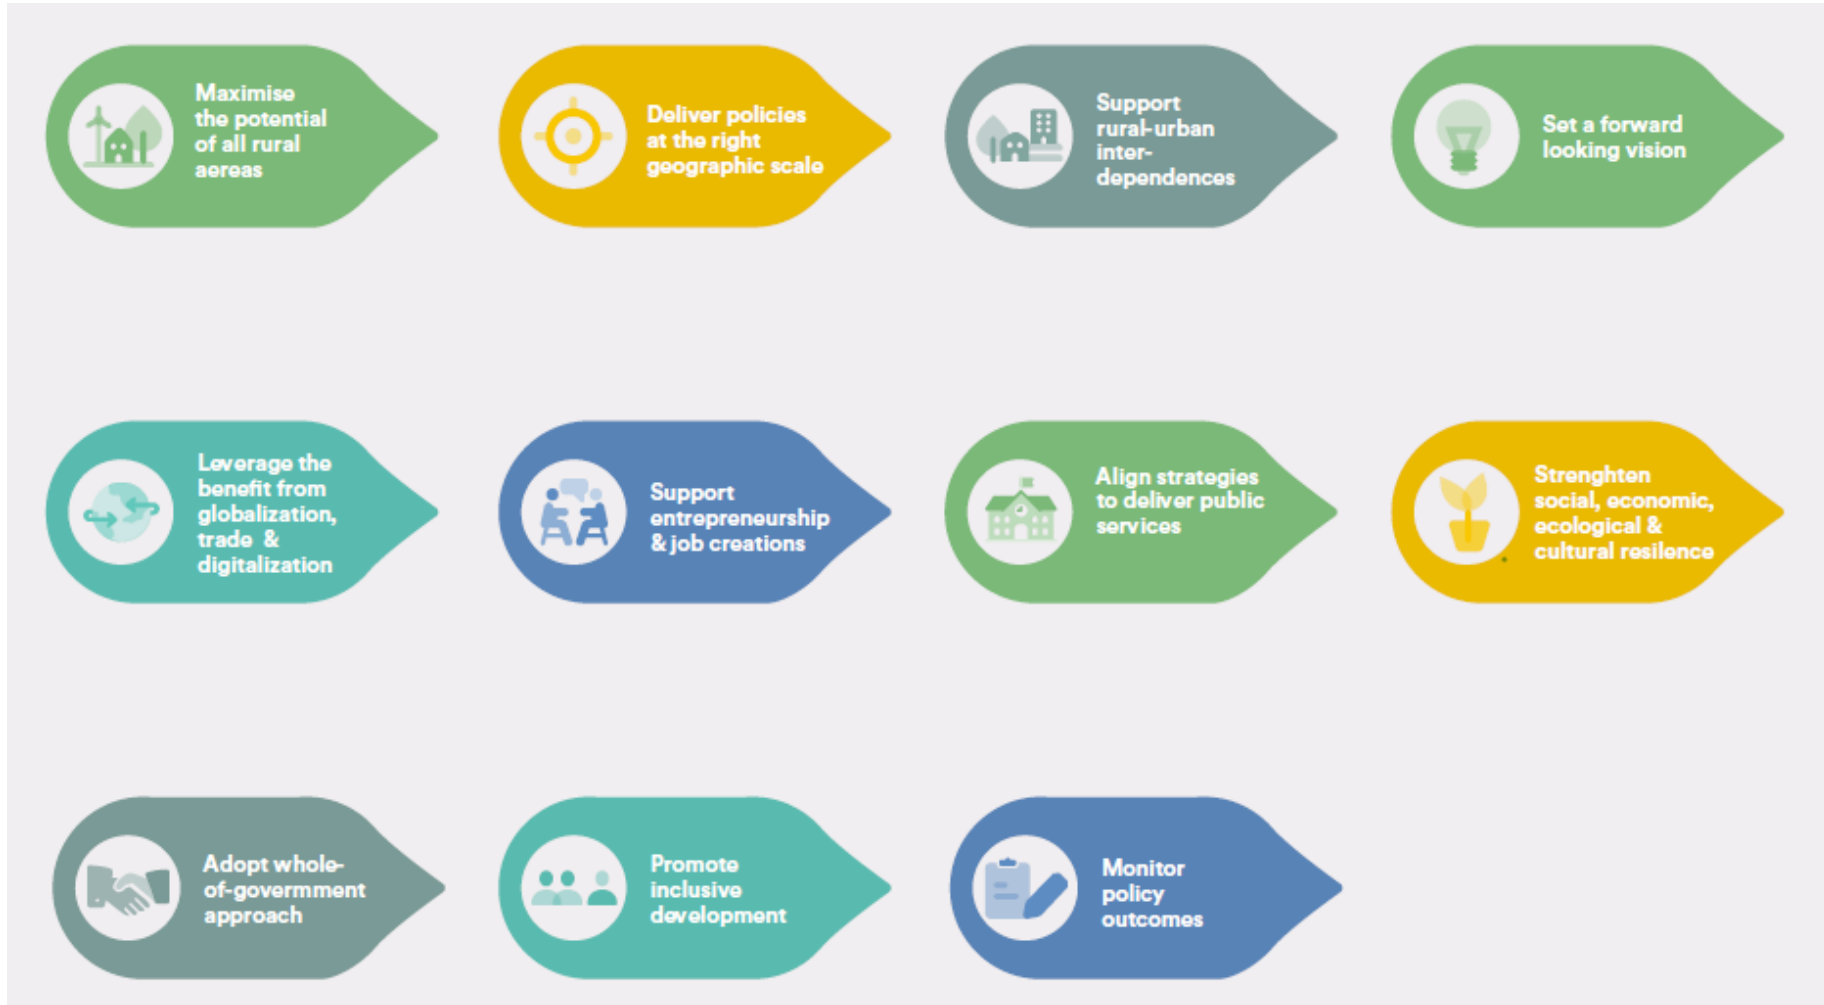 Maximise
the potential
of all rural
aereas
Deliver policies
at the right
geographic scale
Support
rural-urban
inter-
dependences
Set a forward
looking vision
Leverage the
benefit from
globalization,
trade &
digitalization
Support
entrepreneurship
& job creations
Align strategies
to deliver public
services
Strenghten
social, economic,
ecological &
cultural resilence
Adopt whole-
of-governmment
approach
Promote
inclusive
development
Monitor
policy
outcomes